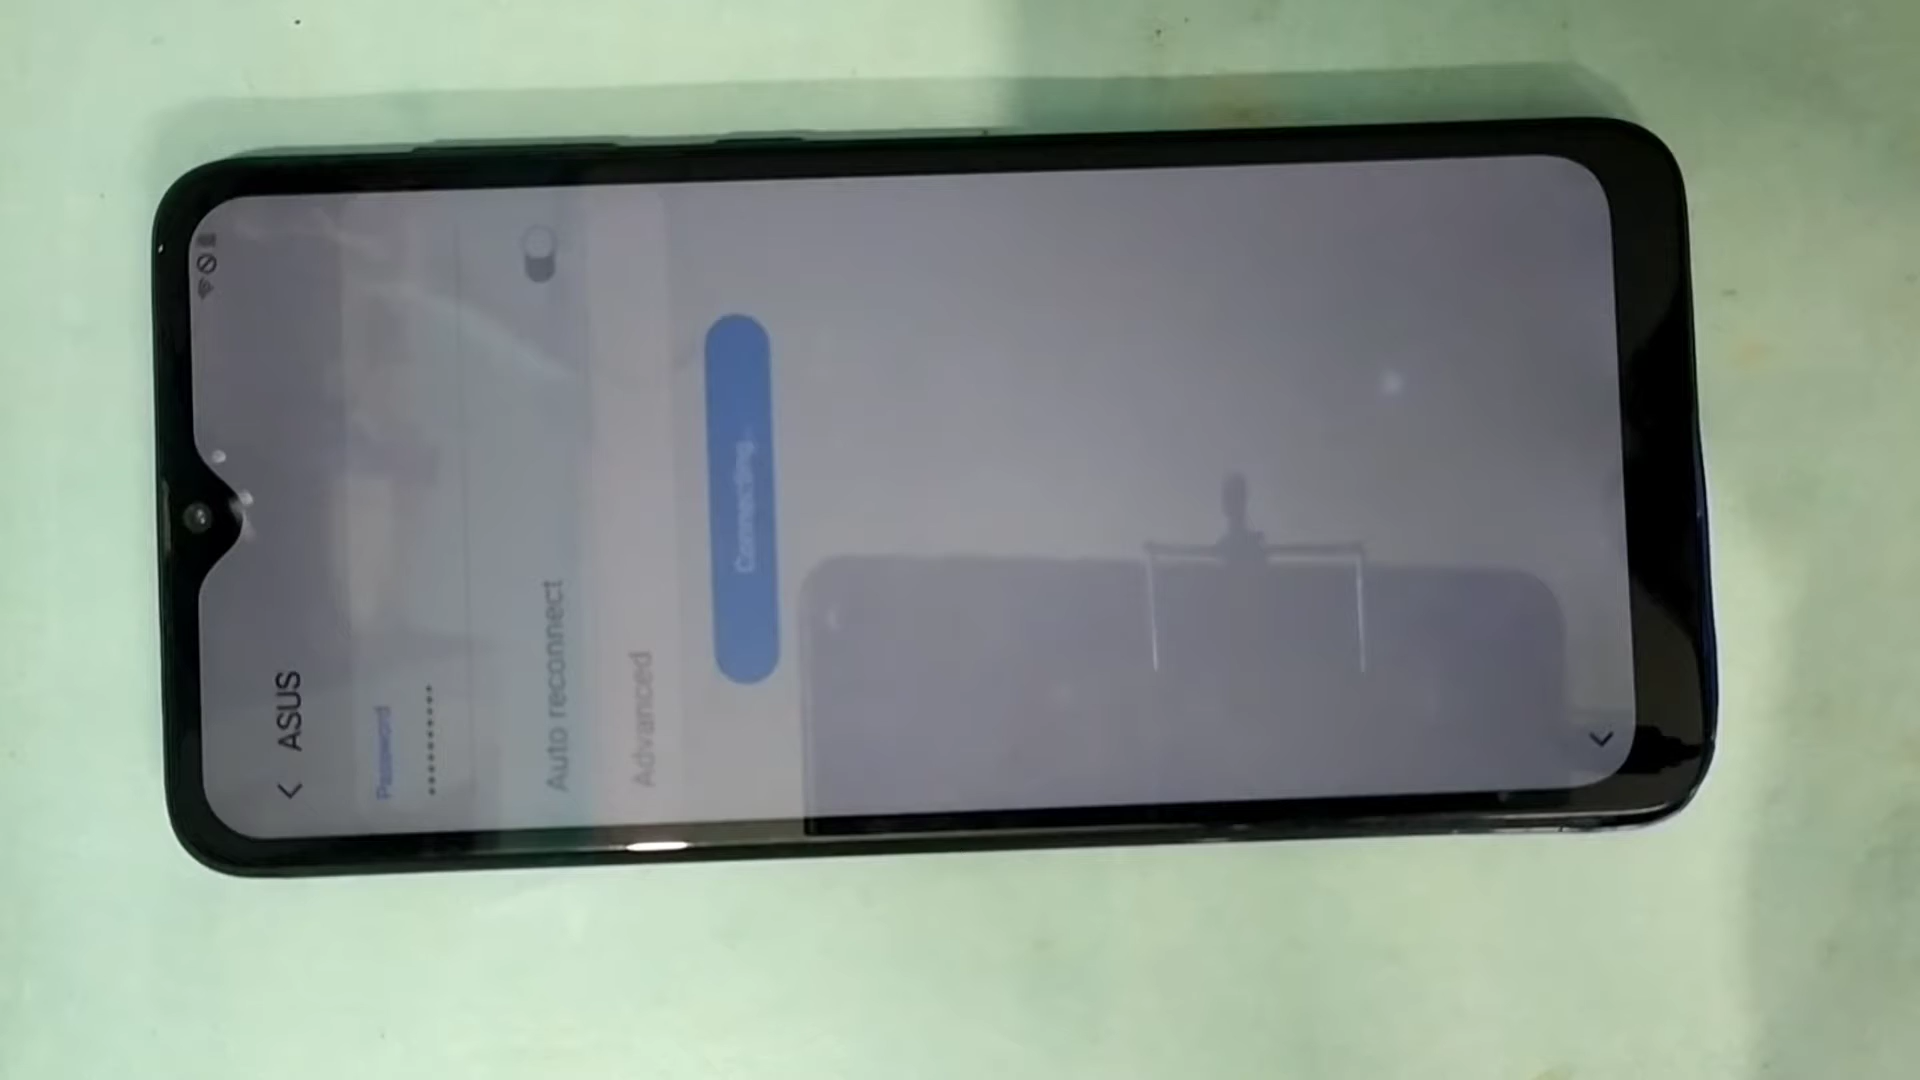 ASUS
Password
••••••••••
Auto reconnect
Advanced
Connecting...